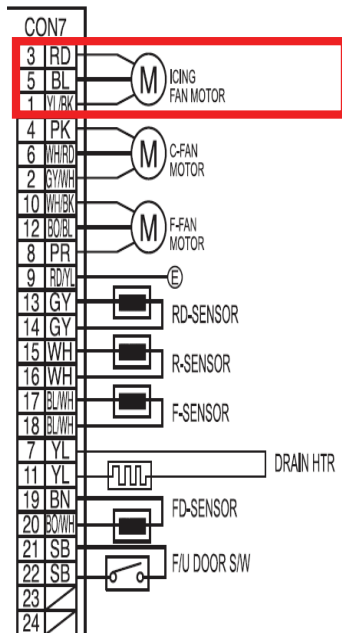 CON7
3 RD
5 BL
1 YL/BK
M ICING
FAN MOTOR
4 PK
6 WH/RD
2 GY/WH
M C-FAN
MOTOR
10 WH/BK
12 BO/BL
8 PR
M F-FAN
MOTOR
9 RD/YL E
13 GY
14 GY
RD-SENSOR
15 WH
16 WH
R-SENSOR
17 BL/WH
18 BL/WH
F-SENSOR
7 YL
11 YL
DRAIN HTR
19 BN
20 BO/WH
FD-SENSOR
21 SB
22 SB
F/U DOOR S/W
23
24